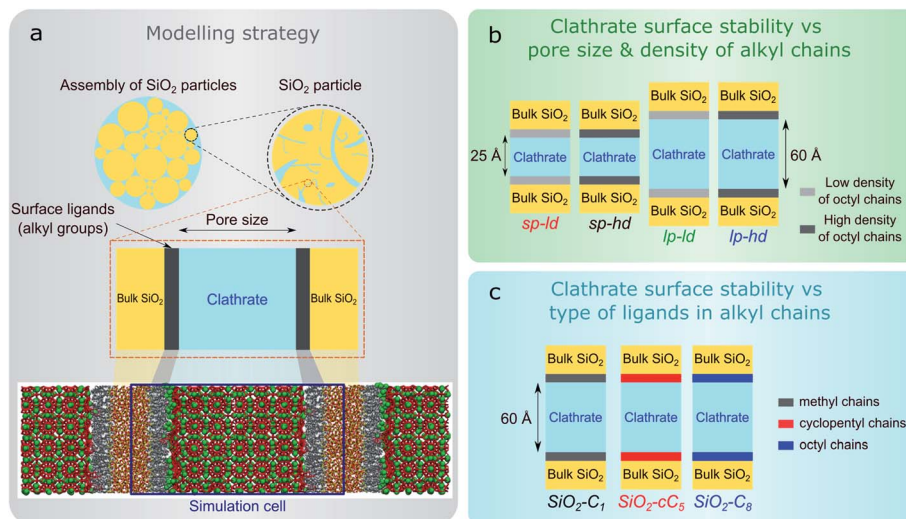 a
Modelling strategy
Assembly of SiO₂ particles
SiO₂ particle
Surface ligands
(alkyl groups)
Pore size
Bulk SiO₂
Clathrate
Bulk SiO₂
Simulation cell
b
Clathrate surface stability vs
pore size & density of alkyl chains
Bulk SiO₂
Bulk SiO₂
Bulk SiO₂
Bulk SiO₂
25 Å
Clathrate
Clathrate
Clathrate
Clathrate
60 Å
Bulk SiO₂
Bulk SiO₂
Bulk SiO₂
Bulk SiO₂
sp-ld
sp-hd
lp-ld
lp-hd
Low density
of octyl chains
High density
of octyl chains
c
Clathrate surface stability vs
type of ligands in alkyl chains
Bulk SiO₂
Bulk SiO₂
Bulk SiO₂
60 Å
Clathrate
Clathrate
Clathrate
Bulk SiO₂
Bulk SiO₂
Bulk SiO₂
SiO₂-C₁
SiO₂-cC₅
SiO₂-C₈
methyl chains
cyclopentyl chains
octyl chains